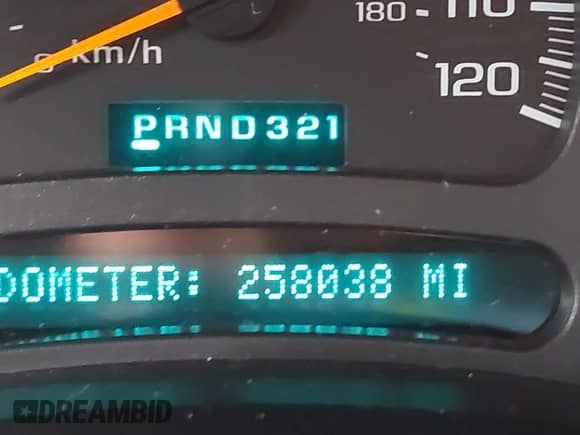 180 - 110
km/h
120
PRND321
DOMETER: 258038 MI
DREAMBID